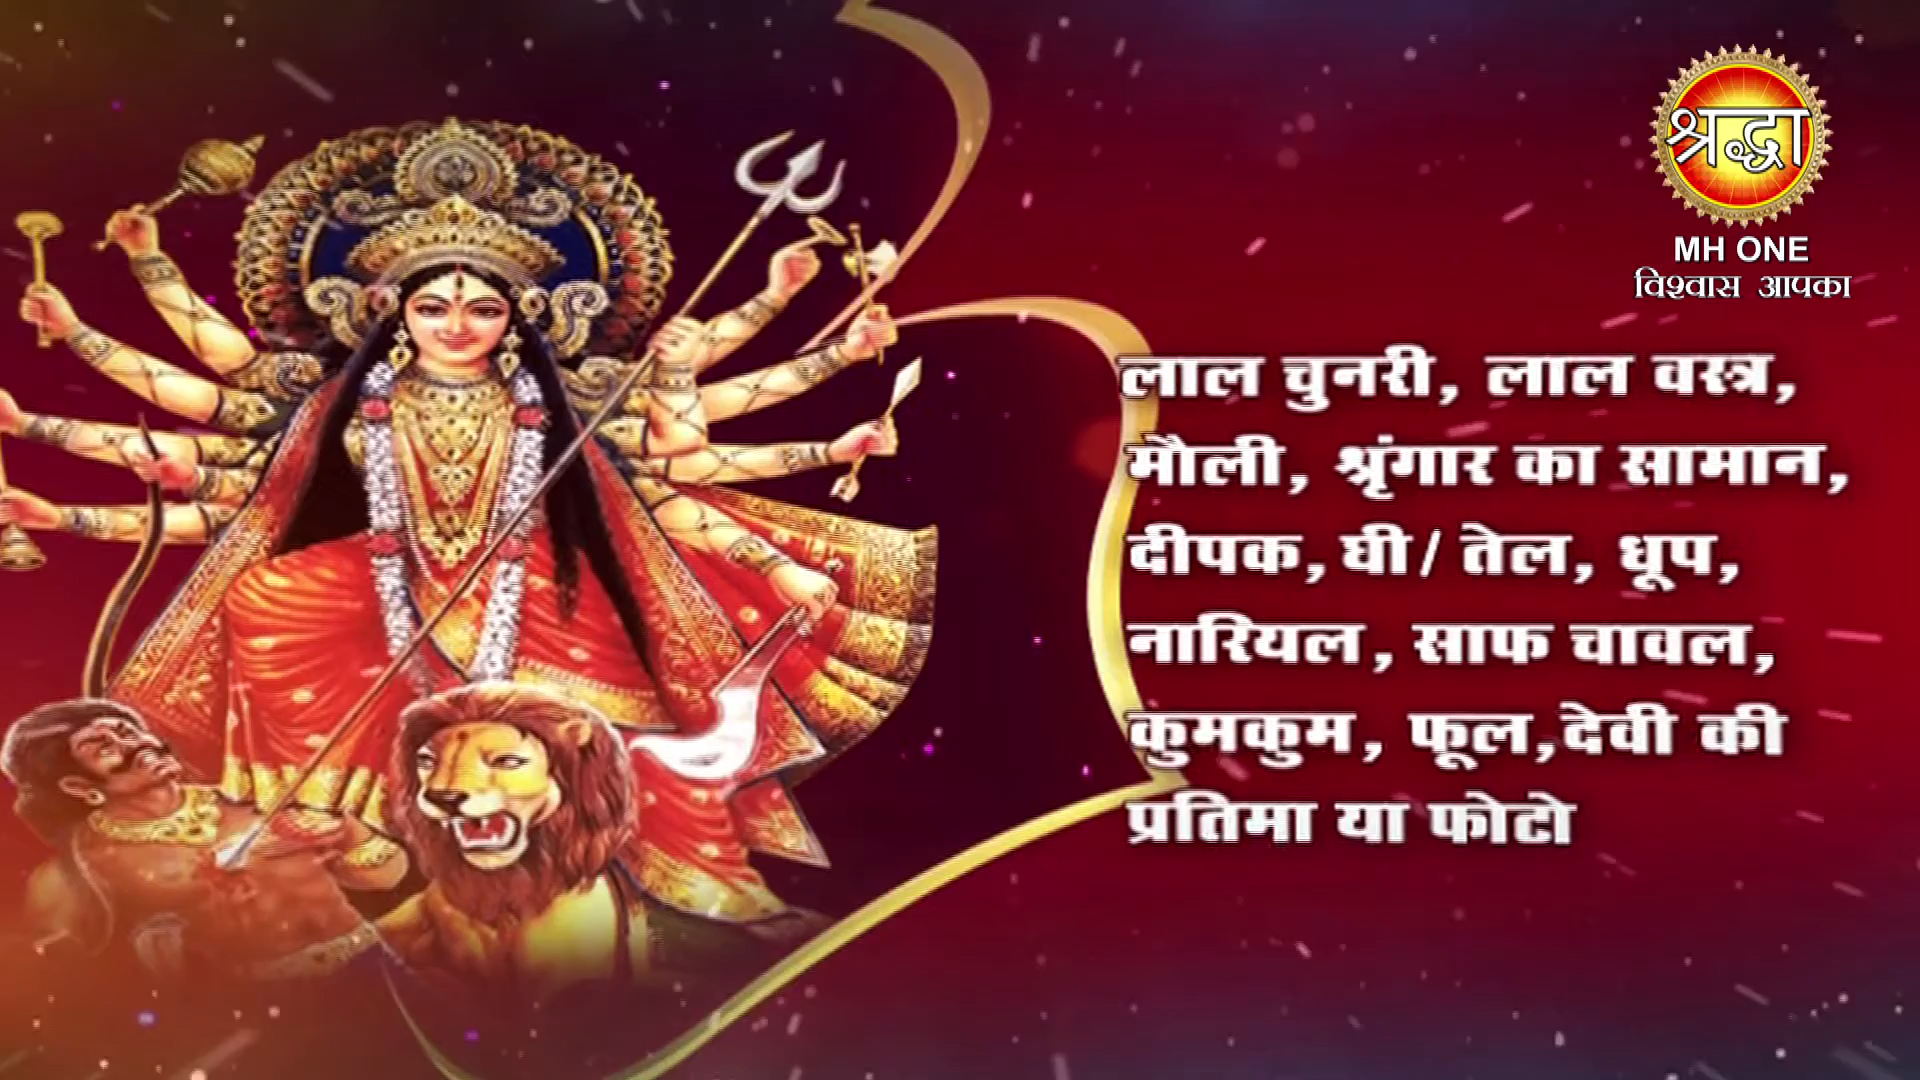 श्रद्धा
MH ONE
विश्वास आपका
लाल चुनरी, लाल वस्त्र,
मौली, श्रृंगार का सामान,
दीपक, घी/ तेल, धूप,
नारियल, साफ चावल,
कुमकुम, फूल,देवी की
प्रतिमा या फोटो